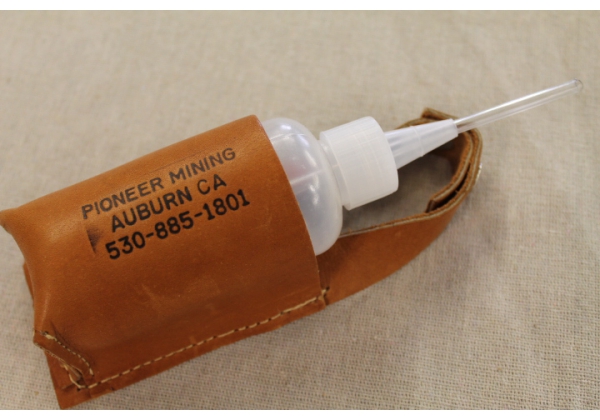 PIONEER MINING
AUBURN CA
530-885-1801